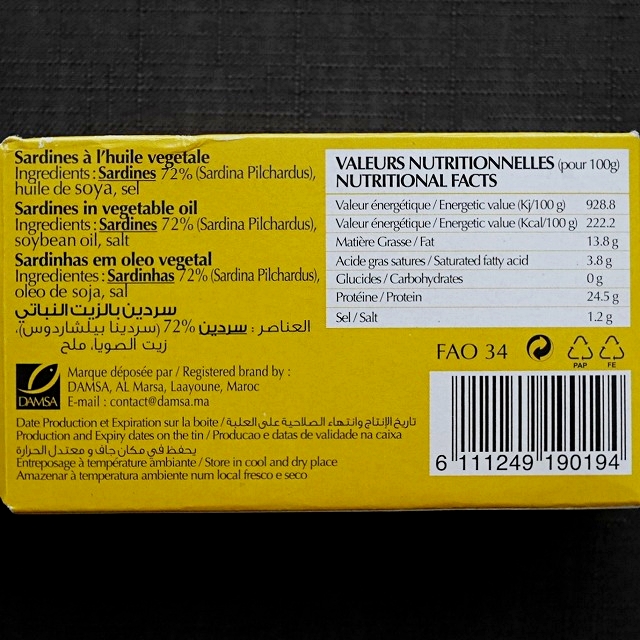 Sardines à l'huile vegetale
Ingredients : Sardines 72% (Sardina Pilchardus),
huile de soya, sel
Sardines in vegetable oil
Ingredients : Sardines 72% (Sardina Pilchardus),
soybean oil, salt
Sardinhas em oleo vegetal
Ingredientes : Sardinhas 72% (Sardina Pilchardus),
oleo de soja, sal
سردين بالزيت النباتي
العناصر : سردين 72% (سردينا بيلشاردوس)،
زيت الصويا، ملح
DAMSA
Marque déposée par / Registered brand by :
DAMSA, AL Marsa, Laayoune, Maroc
E-mail : contact@damsa.ma
Date Production et Expiration sur la boite / تاريخ الإنتاج وانتهاء الصلاحية على العلبة
Production and Expiry dates on the tin / Producao e datas de validade na caixa
يحفظ في مكان جاف و معتدل الحرارة
Entreposage à température ambiante / Store in cool and dry place
Amazenar à temperatura ambiente num local fresco e seco
VALEURS NUTRITIONNELLES (pour 100g)
NUTRITIONAL FACTS
Valeur énergétique / Energetic value (Kj/100 g) 928.8
Valeur énergétique / Energetic value (Kcal/100 g) 222.2
Matière Grasse / Fat 13.8 g
Acide gras satures / Saturated fatty acid 3.8 g
Glucides / Carbohydrates 0 g
Protéine / Protein 24.5 g
Sel / Salt 1.2 g
FAO 34
PAP
FE
6 111249 190194